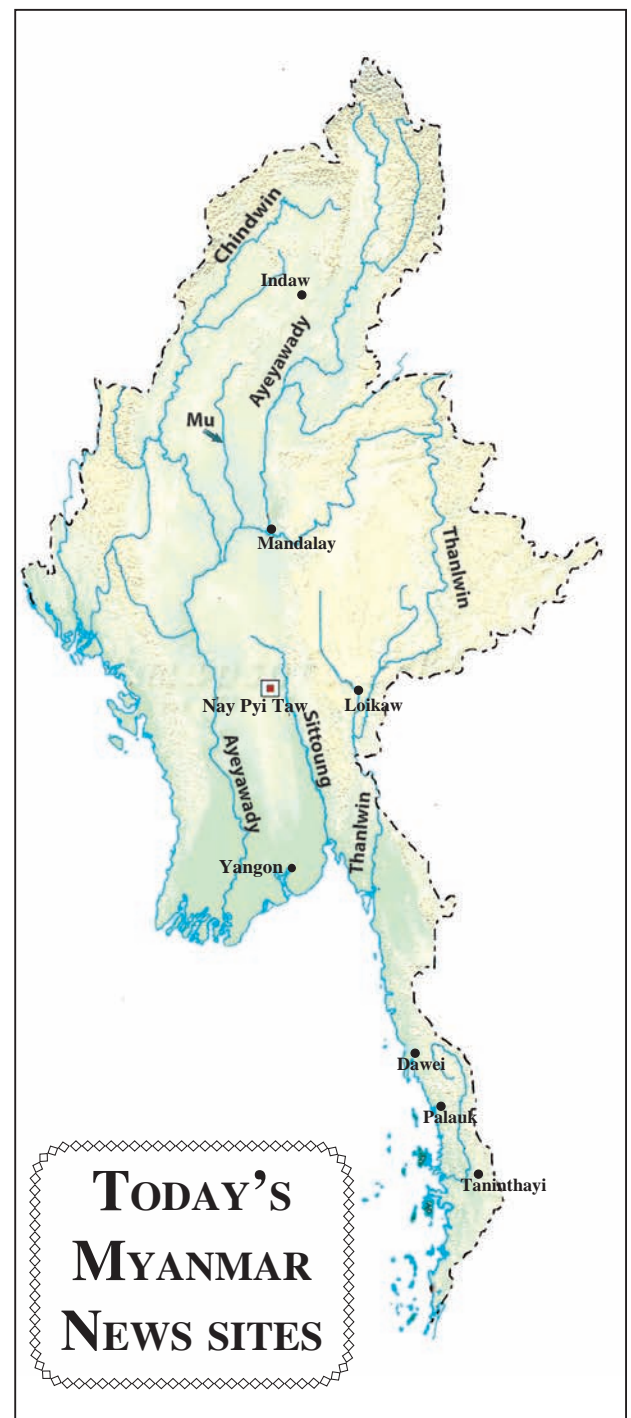 Chindwin
Indaw
Ayeyawady
Mu
Mandalay
Thanlwin
Nay Pyi Taw
Loikaw
Sittoung
Ayeyawady
Thanlwin
Yangon
Dawei
Palauk
Taninthayi
TODAY'S
MYANMAR
NEWS SITES